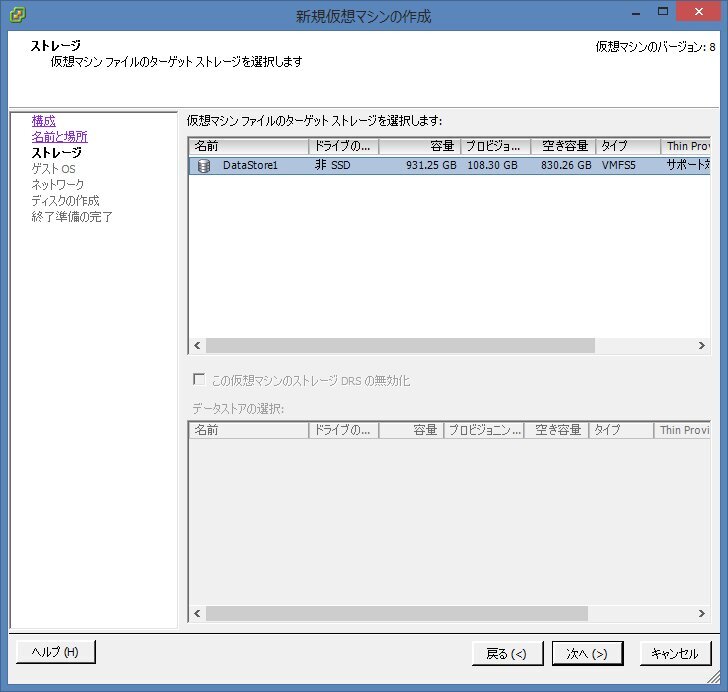 新規仮想マシンの作成
ストレージ
仮想マシン ファイルのターゲット ストレージを選択します
仮想マシンのバージョン: 8
構成
名前と場所
ストレージ
ゲスト OS
ネットワーク
ディスクの作成
終了準備の完了
仮想マシン ファイルのターゲット ストレージを選択します:
名前 ドライブの... 容量 プロビジョ... 空き容量 タイプ Thin Prov
DataStore1 非 SSD 931.25 GB 108.30 GB 830.26 GB VMFS5 サポート対
この仮想マシンのストレージ DRS の無効化
データストアの選択:
名前 ドライブの... 容量 プロビジョニン... 空き容量 タイプ Thin Provi
ヘルプ (H)
戻る (<)
次へ (>)
キャンセル